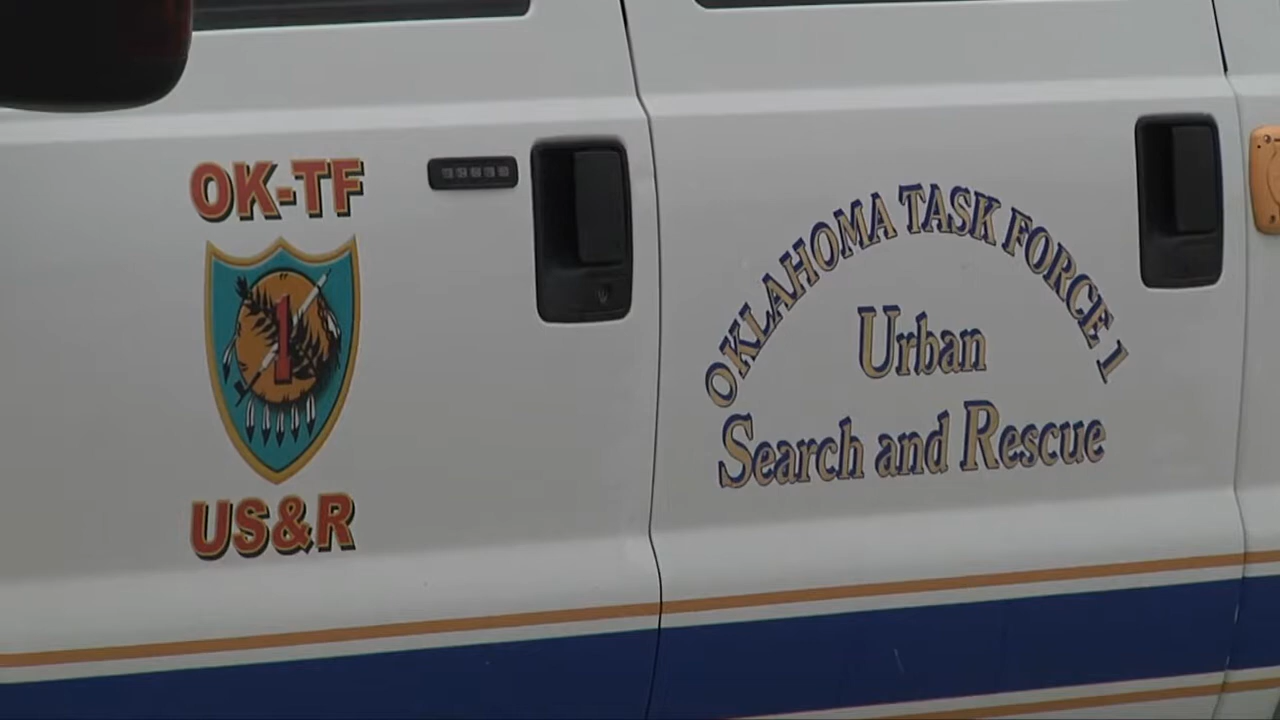 OK-TF
1
US&R
OKLAHOMA TASK FORCE 1
Urban
Search and Rescue